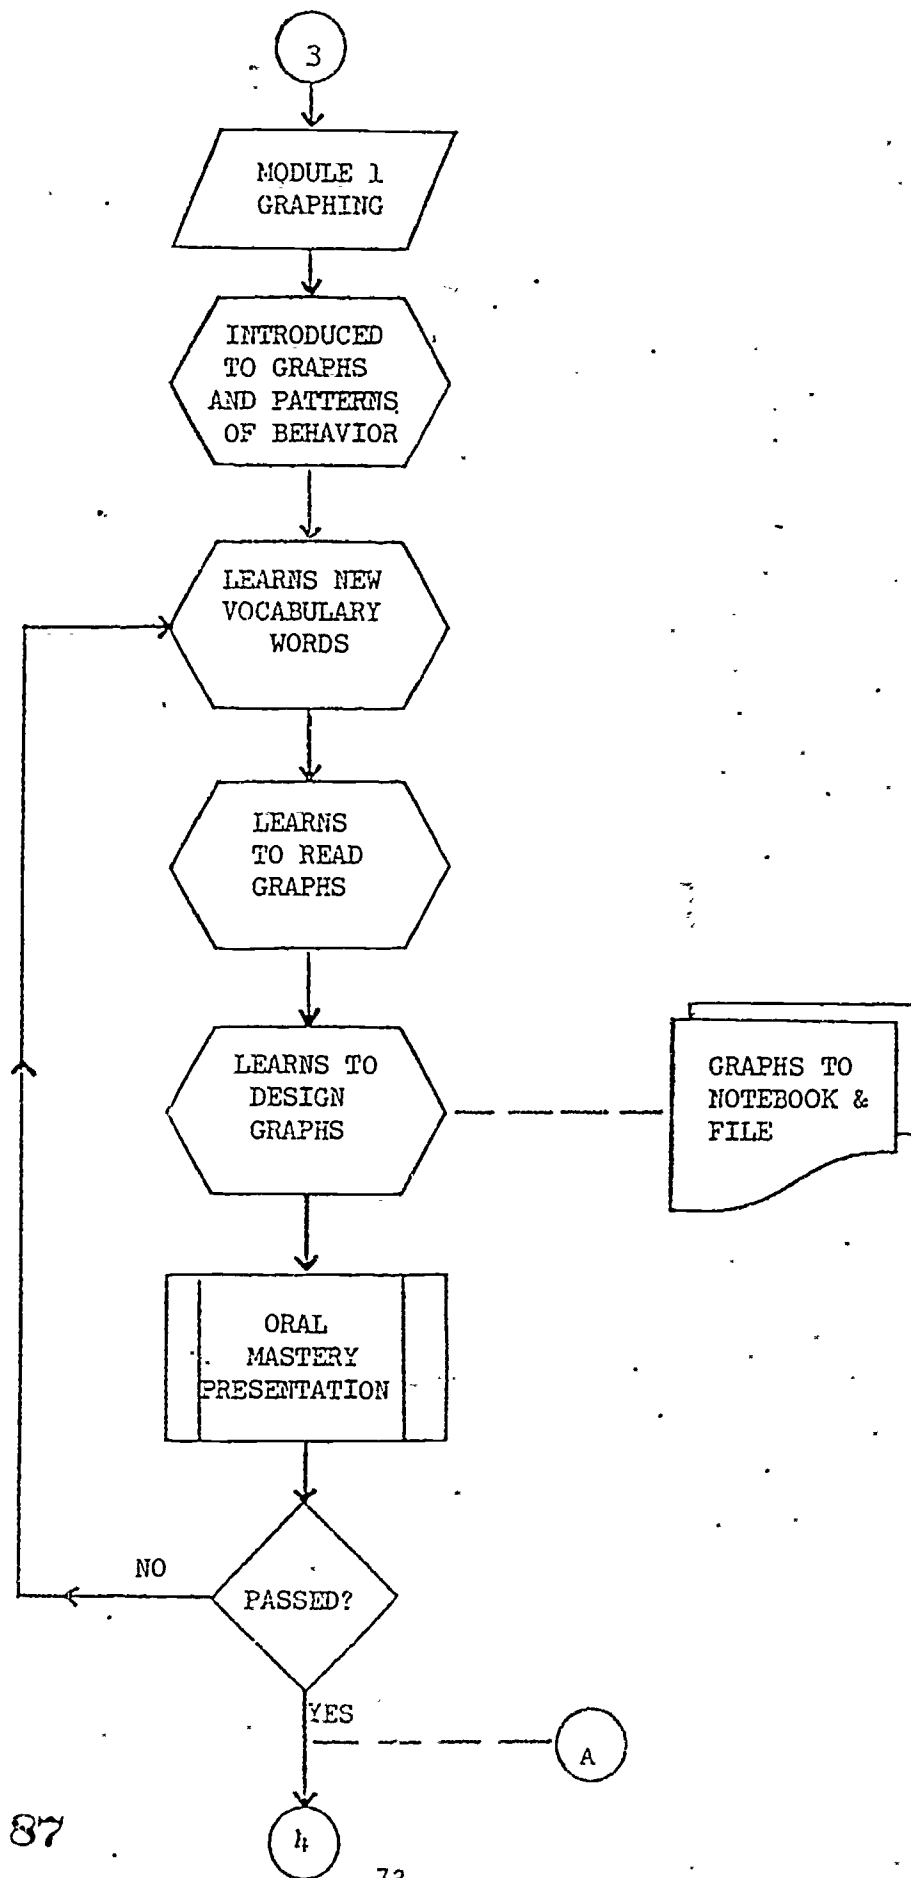 3
MODULE 1
GRAPHING
INTRODUCED
TO GRAPHS
AND PATTERNS
OF BEHAVIOR
LEARNS NEW
VOCABULARY
WORDS
LEARNS
TO READ
GRAPHS
LEARNS TO
DESIGN
GRAPHS
GRAPHS TO
NOTEBOOK &
FILE
ORAL
MASTERY
PRESENTATION
NO
PASSED?
YES
A
87
4